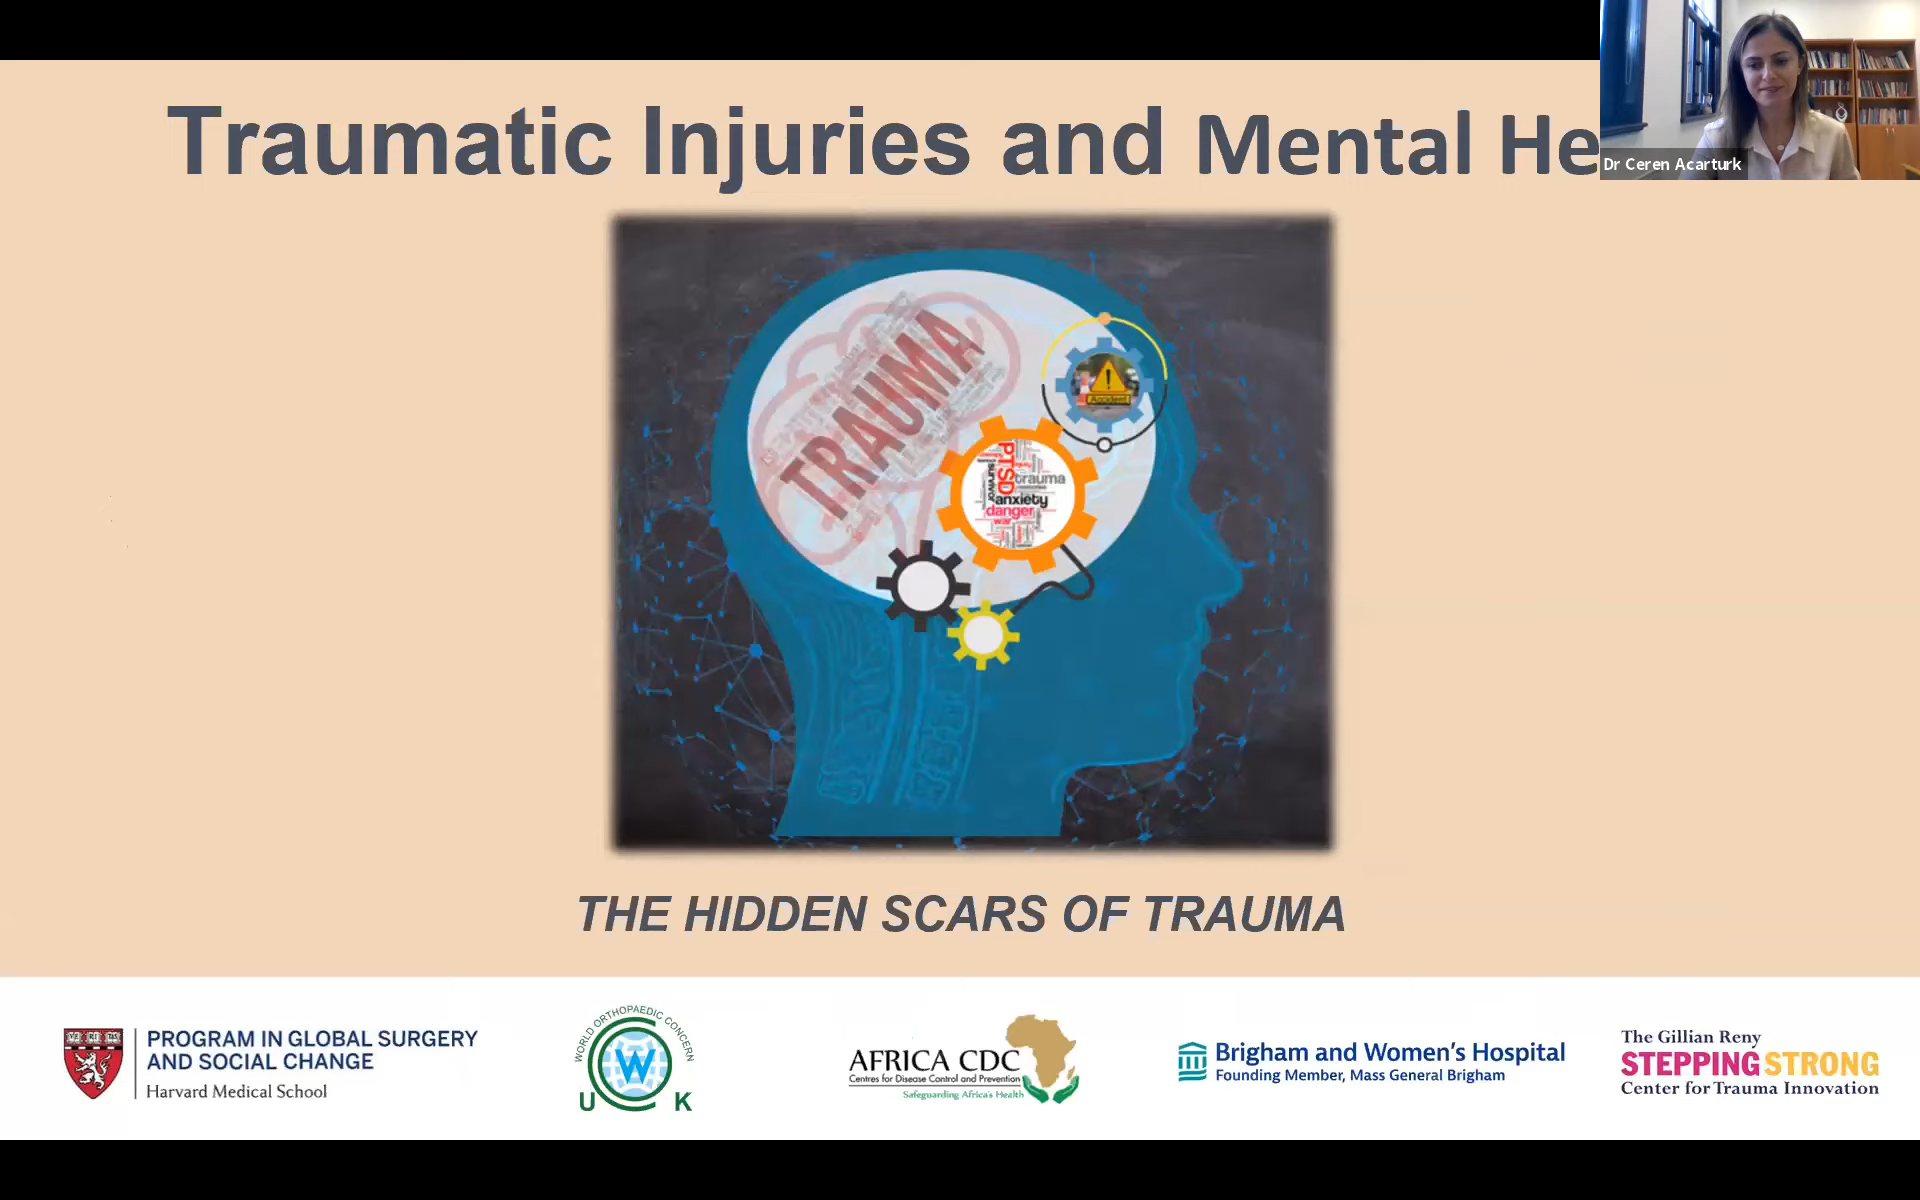 Traumatic Injuries and Mental He
Dr Ceren Acarturk
TRAUMA
Accident
PTSD
survivor
trauma
anxiety
danger
war
THE HIDDEN SCARS OF TRAUMA
PROGRAM IN GLOBAL SURGERY
AND SOCIAL CHANGE
Harvard Medical School
WORLD ORTHOPAEDIC CONCERN
W
U K
AFRICA CDC
Centres for Disease Control and Prevention
Safeguarding Africa's Health
Brigham and Women's Hospital
Founding Member, Mass General Brigham
The Gillian Reny
STEPPING STRONG
Center for Trauma Innovation